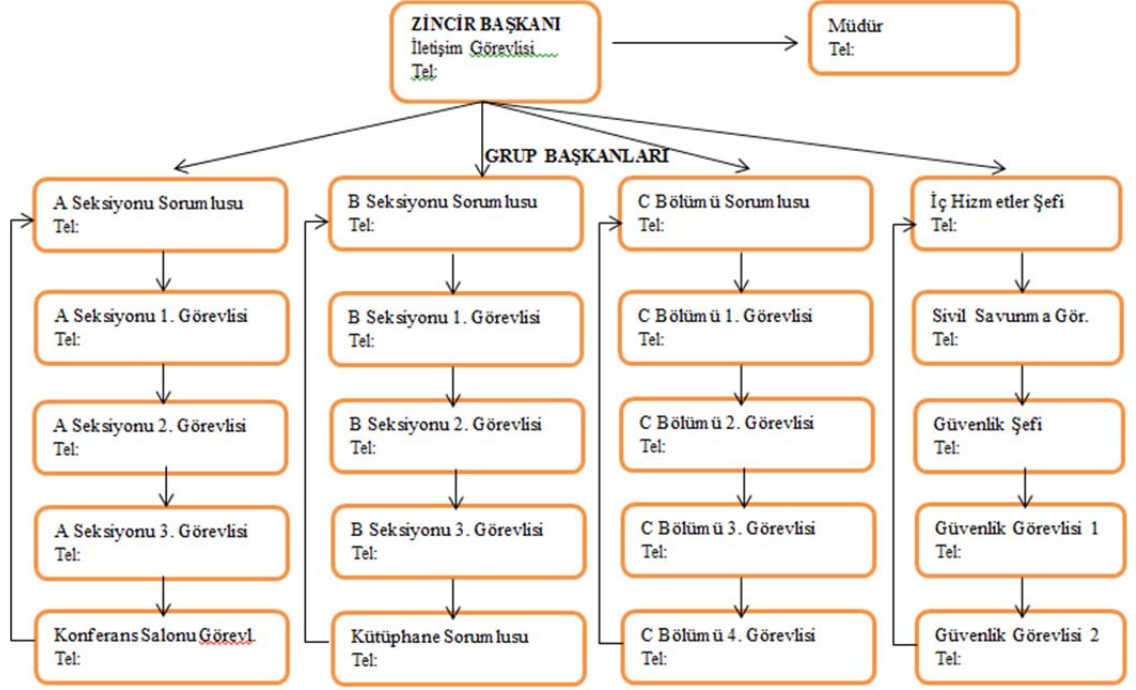 ZİNCİR BAŞKANI
İletişim Görevlisi
Tel:
Müdür
Tel:
GRUP BAŞKANLARI
A Seksiyonu Sorumlusu
Tel:
B Seksiyonu Sorumlusu
Tel:
C Bölümü Sorumlusu
Tel:
İç Hizmetler Şefi
Tel:
A Seksiyonu 1. Görevlisi
Tel:
B Seksiyonu 1. Görevlisi
Tel:
C Bölümü 1. Görevlisi
Tel:
Sivil Savunma Gör.
Tel:
A Seksiyonu 2. Görevlisi
Tel:
B Seksiyonu 2. Görevlisi
Tel:
C Bölümü 2. Görevlisi
Tel:
Güvenlik Şefi
Tel:
A Seksiyonu 3. Görevlisi
Tel:
B Seksiyonu 3. Görevlisi
Tel:
C Bölümü 3. Görevlisi
Tel:
Güvenlik Görevlisi 1
Tel:
Konferans Salonu Görevl.
Tel:
Kütüphane Sorumlusu
Tel:
C Bölümü 4. Görevlisi
Tel:
Güvenlik Görevlisi 2
Tel: